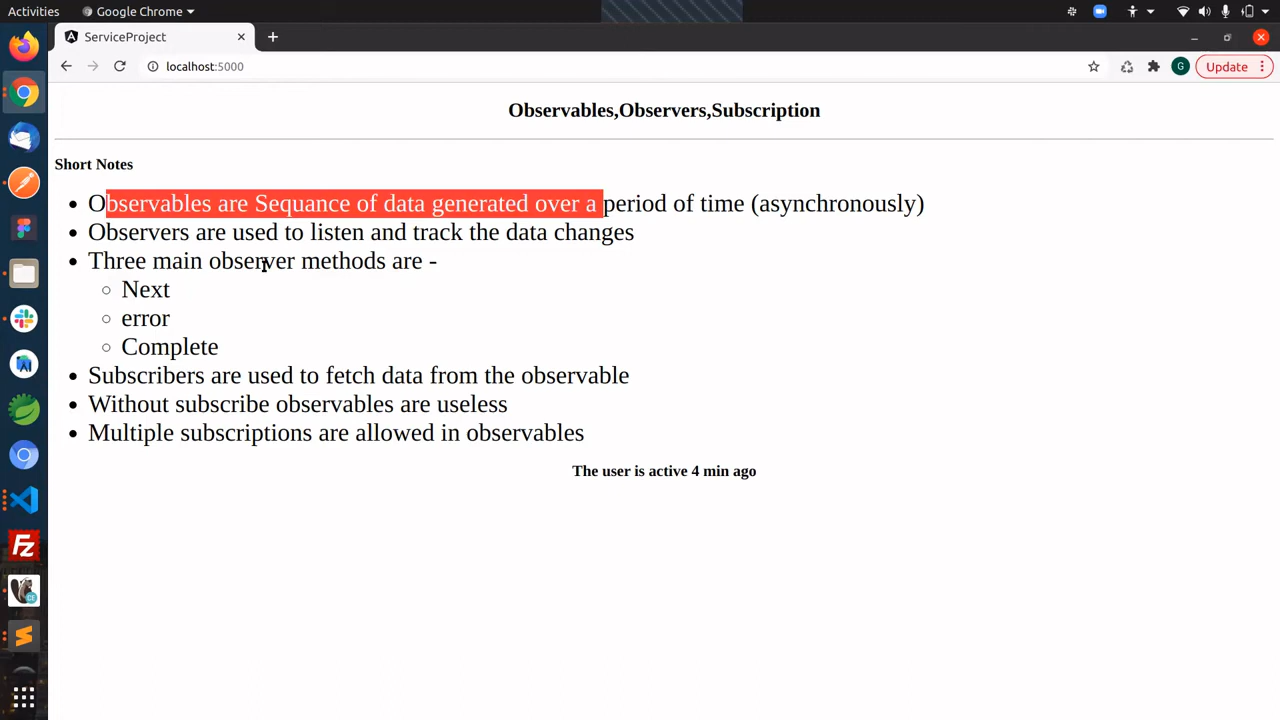 Activities Google Chrome
ServiceProject
localhost:5000
G
Update
Observables,Observers,Subscription
Short Notes
Observables are Sequance of data generated over a period of time (asynchronously)
Observers are used to listen and track the data changes
Three main observer methods are -
Next
error
Complete
Subscribers are used to fetch data from the observable
Without subscribe observables are useless
Multiple subscriptions are allowed in observables
The user is active 4 min ago
FZ
CE